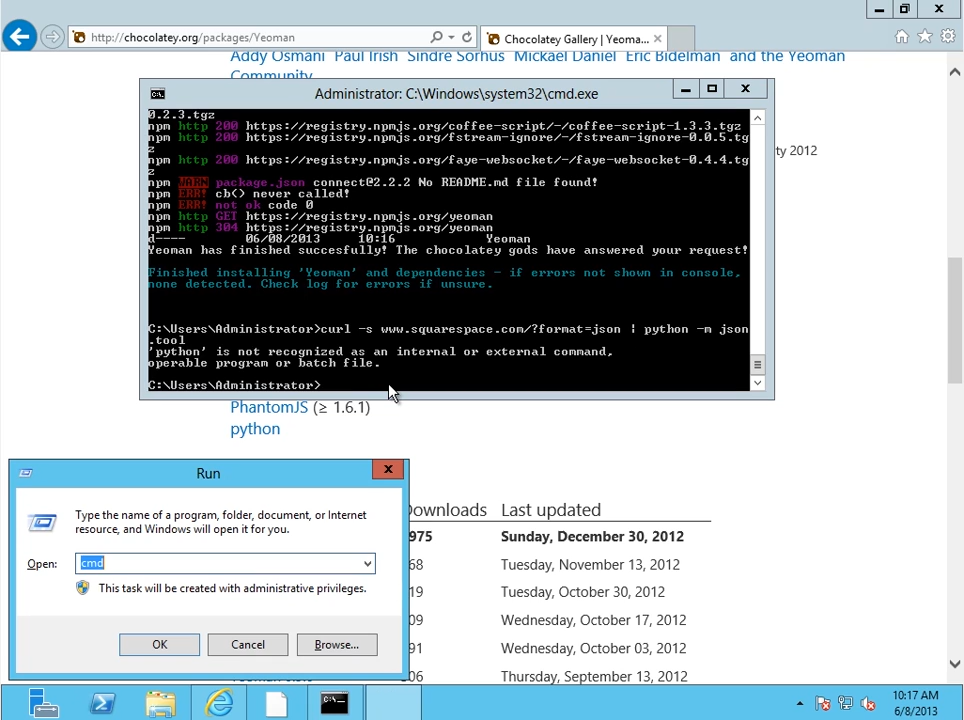 http://chocolatey.org/packages/Yeoman
Chocolatey Gallery | Yeoma...
Addy Osmani Paul Irish Sindre Sorhus Mickael Daniel Eric Bidelman and the Yeoman
Community
ty 2012
Administrator: C:\Windows\system32\cmd.exe
0.2.3.tgz
npm http 200 https://registry.npmjs.org/coffee-script/-/coffee-script-1.3.3.tgz
npm http 200 https://registry.npmjs.org/fstream-ignore/-/fstream-ignore-0.0.5.tg
z
npm http 200 https://registry.npmjs.org/faye-websocket/-/faye-websocket-0.4.4.tg
z
npm WARN package.json connect@2.2.2 No README.md file found!
npm ERR! cb() never called!
npm ERR! not ok code 0
npm http GET https://registry.npmjs.org/yeoman
npm http 304 https://registry.npmjs.org/yeoman
d---- 06/08/2013 10:16 Yeoman
Yeoman has finished succesfully! The chocolatey gods have answered your request!
Finished installing 'Yeoman' and dependencies - if errors not shown in console,
none detected. Check log for errors if unsure.
C:\Users\Administrator>curl -s www.squarespace.com/?format=json | python -m json
.tool
'python' is not recognized as an internal or external command,
operable program or batch file.
C:\Users\Administrator>
PhantomJS (≥ 1.6.1)
python
Downloads Last updated
975 Sunday, December 30, 2012
68 Tuesday, November 13, 2012
19 Tuesday, October 30, 2012
09 Wednesday, October 17, 2012
91 Wednesday, October 03, 2012
306 Thursday, September 13, 2012
Run
Type the name of a program, folder, document, or Internet
resource, and Windows will open it for you.
Open: cmd
This task will be created with administrative privileges.
OK Cancel Browse...
10:17 AM
6/8/2013